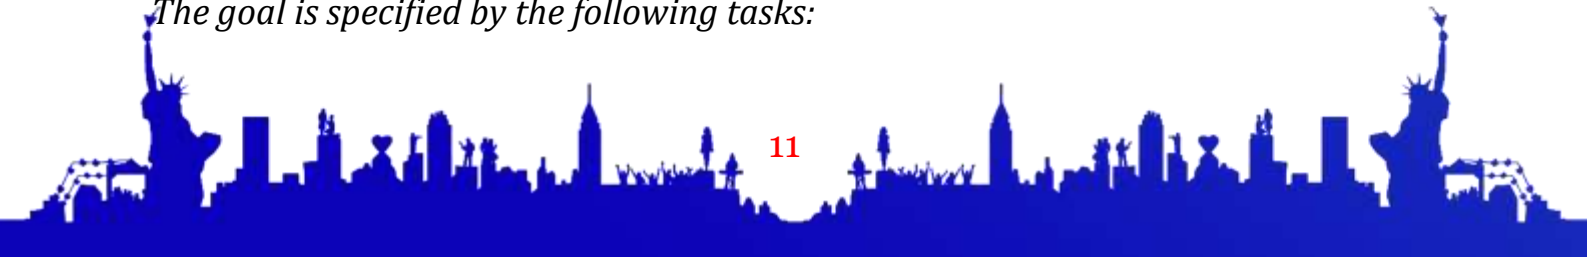 The goal is specified by the following tasks:
11